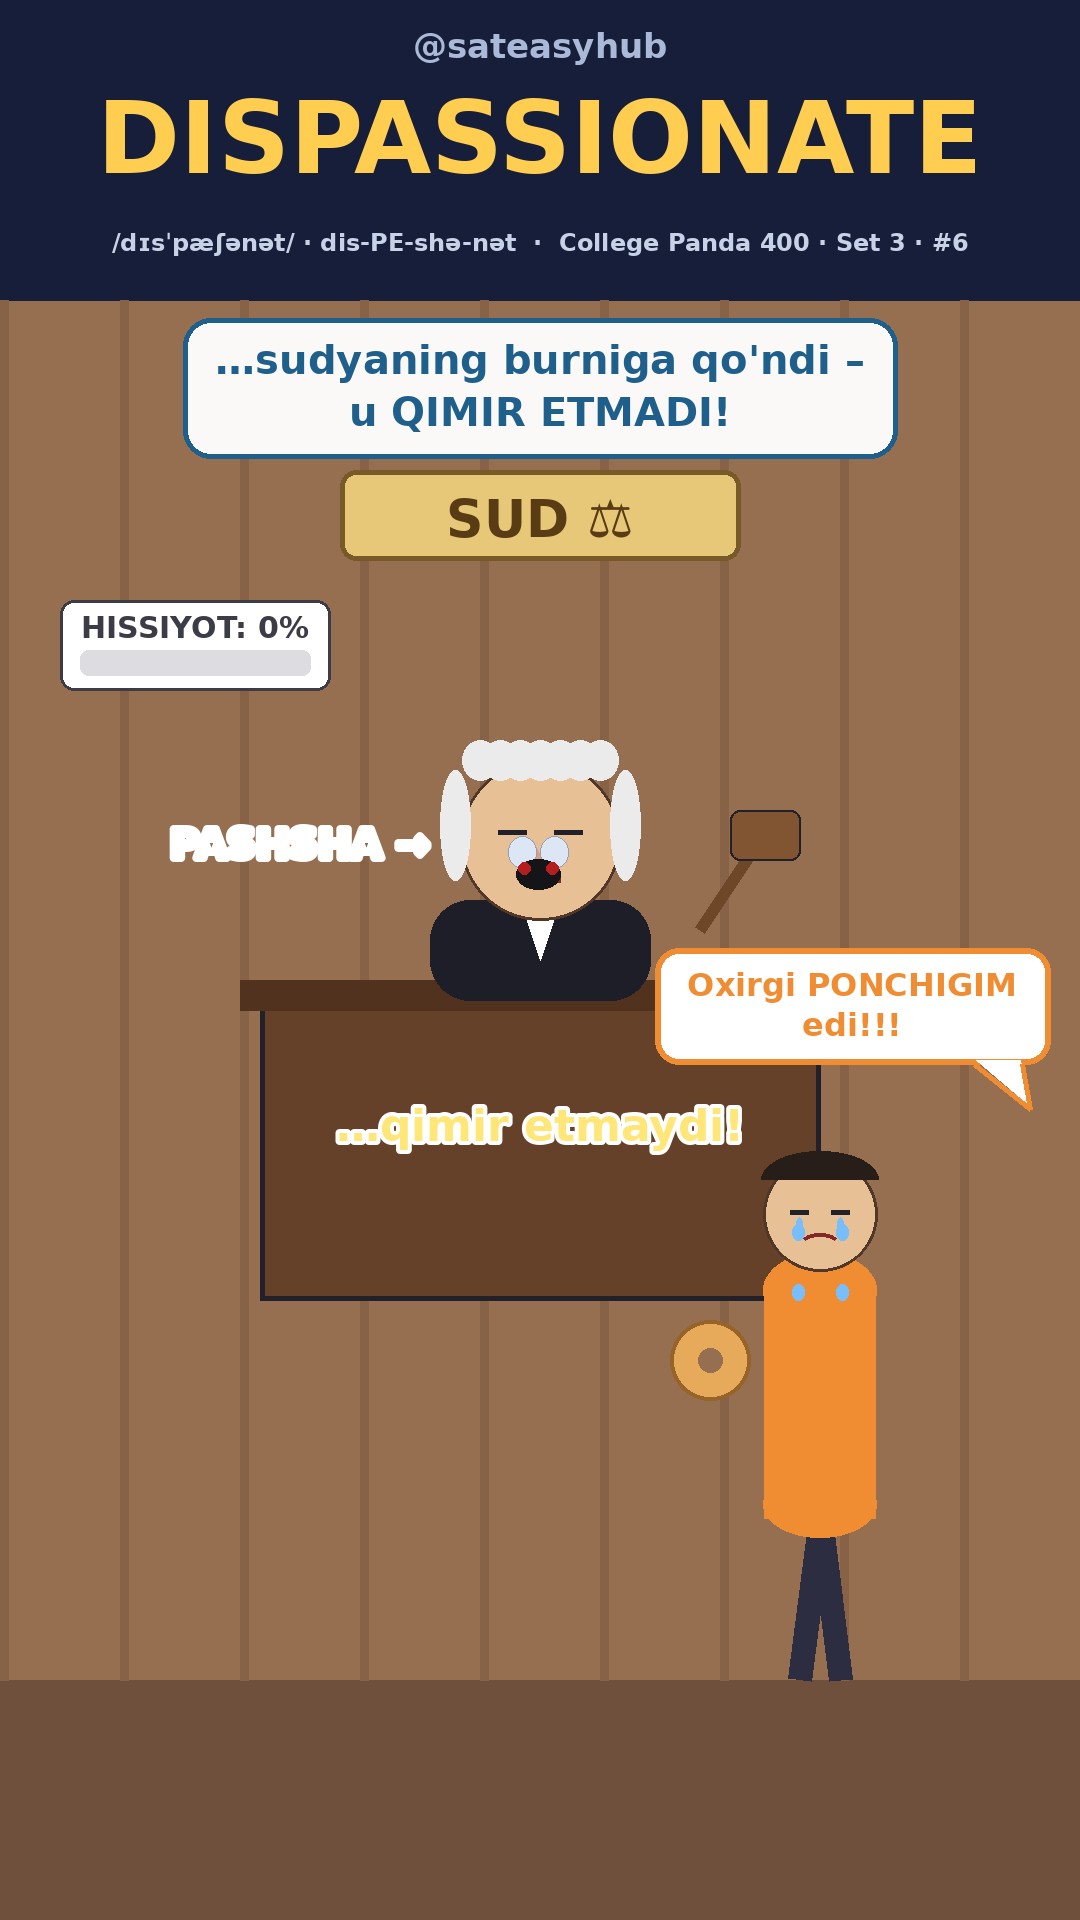 @sateasyhub
DISPASSIONATE
/dɪsˈpæʃənət/ · dis-PE-shə-nət · College Panda 400 · Set 3 · #6
…sudyaning burniga qo'ndi –
u QIMIR ETMADI!
SUD ⚖
HISSIYOT: 0%
PASHSHA →
Oxirgi PONCHIGIM
edi!!!
…qimir etmaydi!